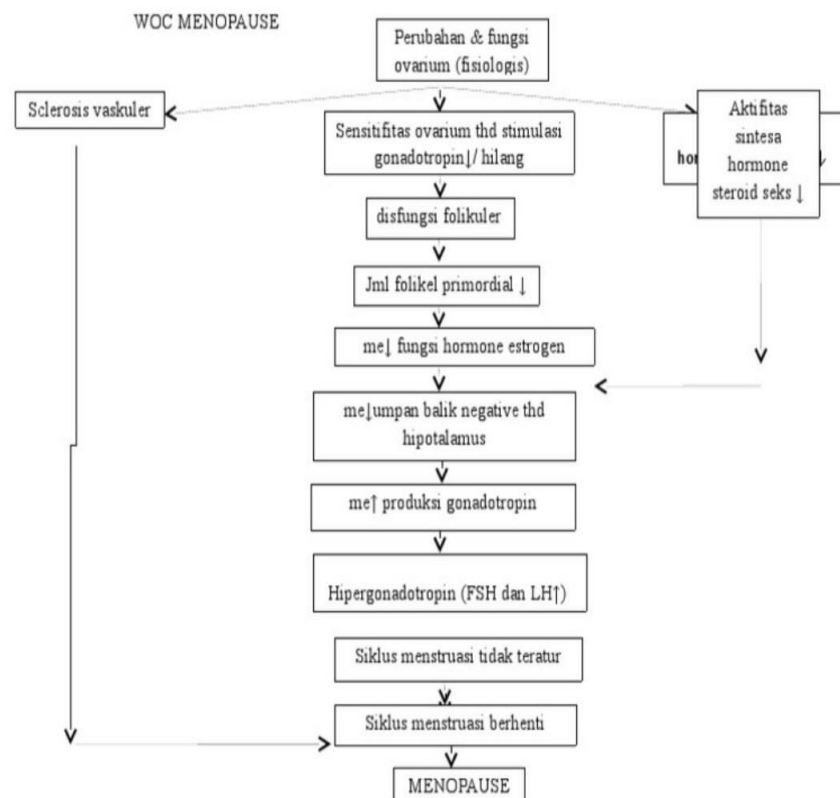 WOC MENOPAUSE
Perubahan & fungsi
ovarium (fisiologis)
Sclerosis vaskuler
Sensitifitas ovarium thd stimulasi
gonadotropin↓/ hilang
Aktifitas
sintesa
hormone
steroid seks ↓
disfungsi folikuler
Jml folikel primordial ↓
me↓ fungsi hormone estrogen
me↓umpan balik negative thd
hipotalamus
me↑ produksi gonadotropin
Hipergonadotropin (FSH dan LH↑)
Siklus menstruasi tidak teratur
Siklus menstruasi berhenti
MENOPAUSE